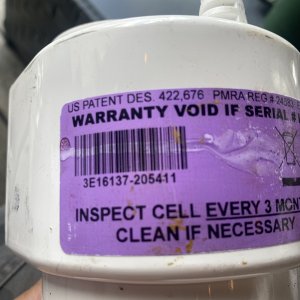 US PATENT DES. 422,676 PMRA REG #
WARRANTY VOID IF SERIAL #
3E16137-205411
INSPECT CELL EVERY 3
CLEAN IF NECESSARY